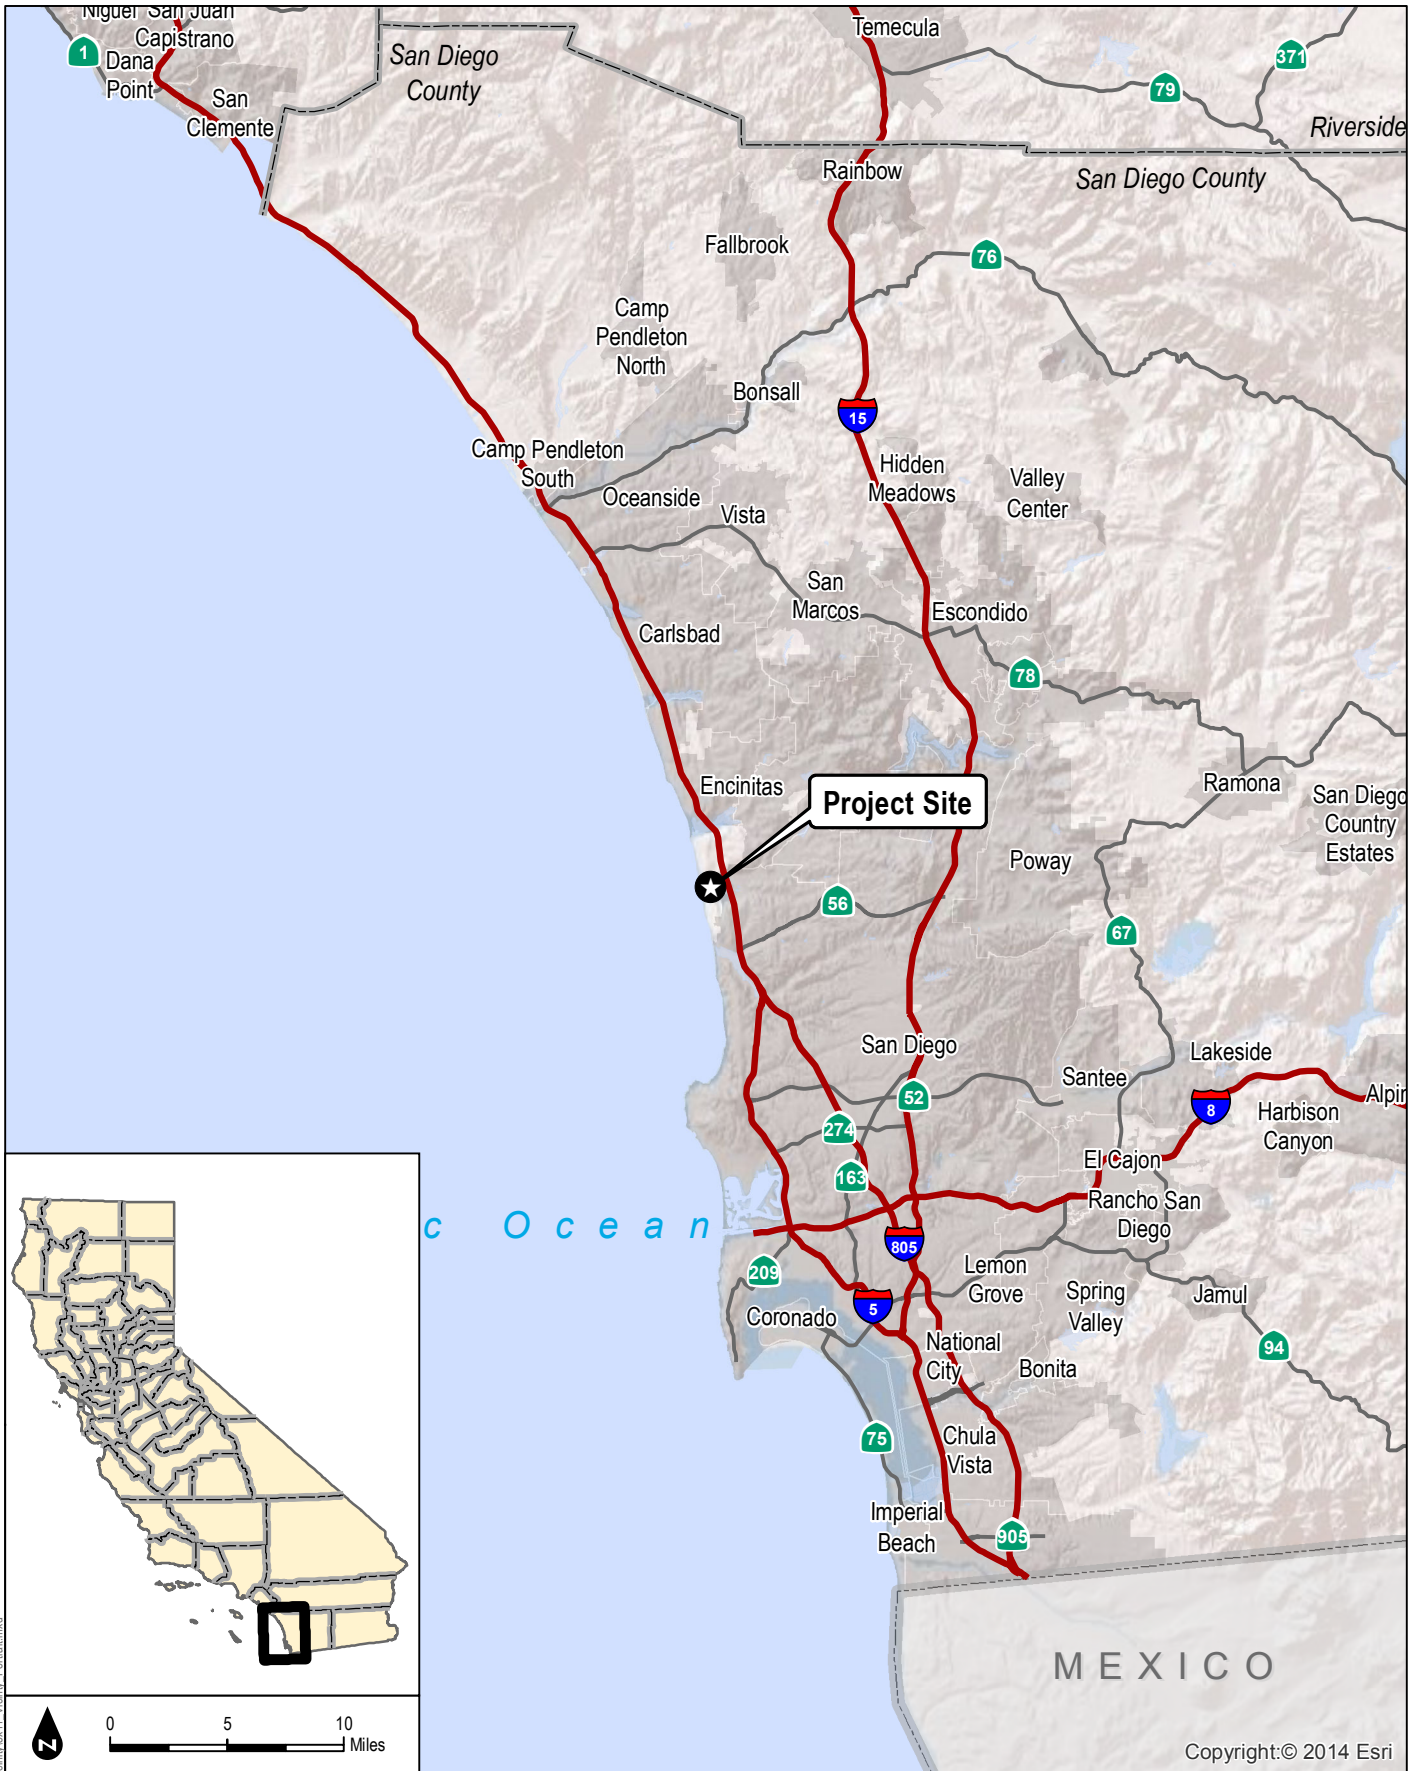 Niguel San Juan
Capistrano
1
Dana
Point
San
Clemente
San Diego
County
Temecula
371
79
Riverside
San Diego County
Rainbow
Fallbrook
76
Camp
Pendleton
North
Bonsall
15
Camp Pendleton
South
Oceanside
Vista
Hidden
Meadows
Valley
Center
San
Marcos
Escondido
Carlsbad
78
Encinitas
Project Site
Ramona
San Diego
Country
Estates
Poway
56
67
San Diego
Lakeside
Santee
52
8
Alpin
Harbison
Canyon
274
163
El Cajon
Rancho San
Diego
c Ocean
805
209
Lemon
Grove
5
Coronado
Spring
Valley
Jamul
National
City
94
Bonita
75
Chula
Vista
Imperial
Beach
905
MEXICO
N
0 5 10
Miles
Copyright:© 2014 Esri